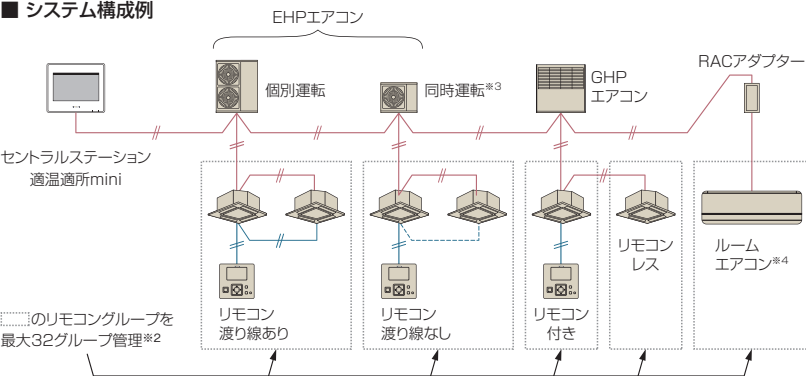 ■ システム構成例
EHPエアコン
個別運転
同時運転※3
GHP
エアコン
RACアダプター
セントラルステーション
適温適所mini
リモコン
渡り線あり
リモコン
渡り線なし
リモコン
付き
リモコン
レス
ルーム
エアコン※4
のリモコングループを
最大32グループ管理※2